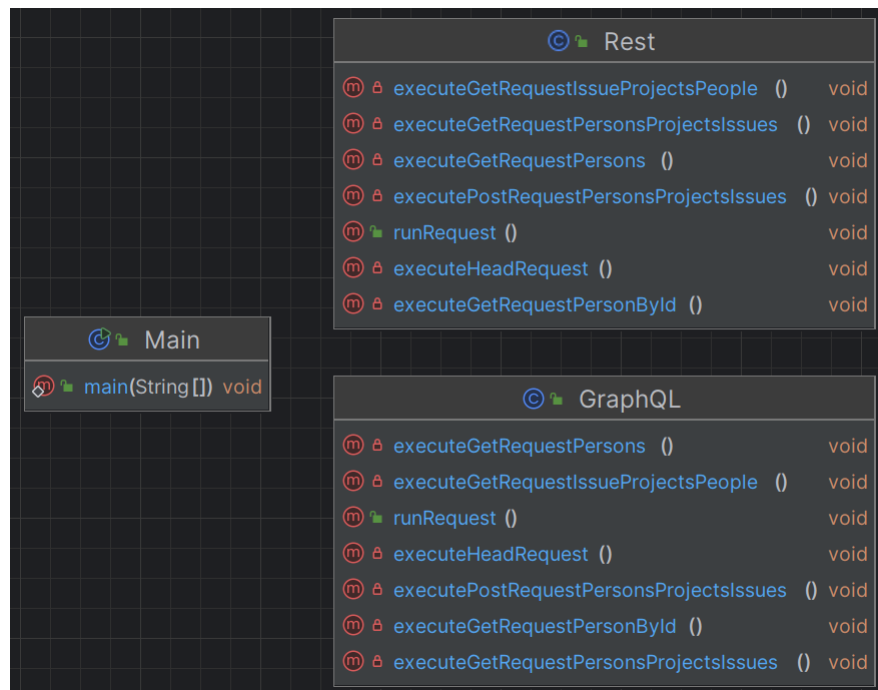 Rest
executeGetRequestIssueProjectsPeople () void
executeGetRequestPersonsProjectsIssues () void
executeGetRequestPersons () void
executePostRequestPersonsProjectsIssues () void
runRequest () void
executeHeadRequest () void
executeGetRequestPersonById () void
Main
main(String[]) void
GraphQL
executeGetRequestPersons () void
executeGetRequestIssueProjectsPeople () void
runRequest () void
executeHeadRequest () void
executePostRequestPersonsProjectsIssues () void
executeGetRequestPersonById () void
executeGetRequestPersonsProjectsIssues () void